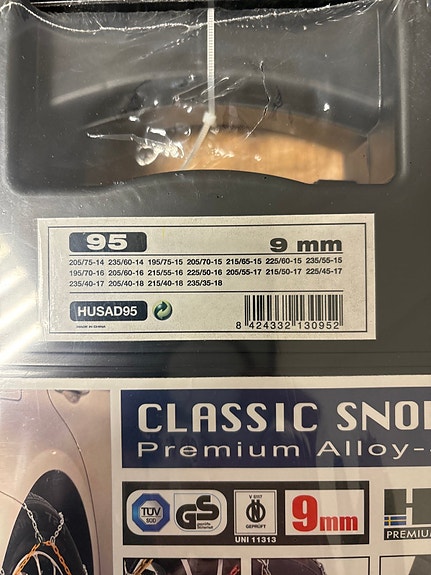 95 9 mm
205/75-14 235/60-14 195/75-15 205/70-15 215/65-15 225/60-15 235/55-15
195/70-16 205/60-16 215/55-16 225/50-16 205/55-17 215/50-17 225/45-17
235/40-17 205/40-18 215/40-18 235/35-18
HUSAD95
MADE IN CHINA
8 424332 130952
CLASSIC SNO
Premium Alloy-
TÜV
SÜD
GS
geprüfte
Sicherheit
V 5117
N
GEPRÜFT
UNI 11313
9mm
H
PREMIUM